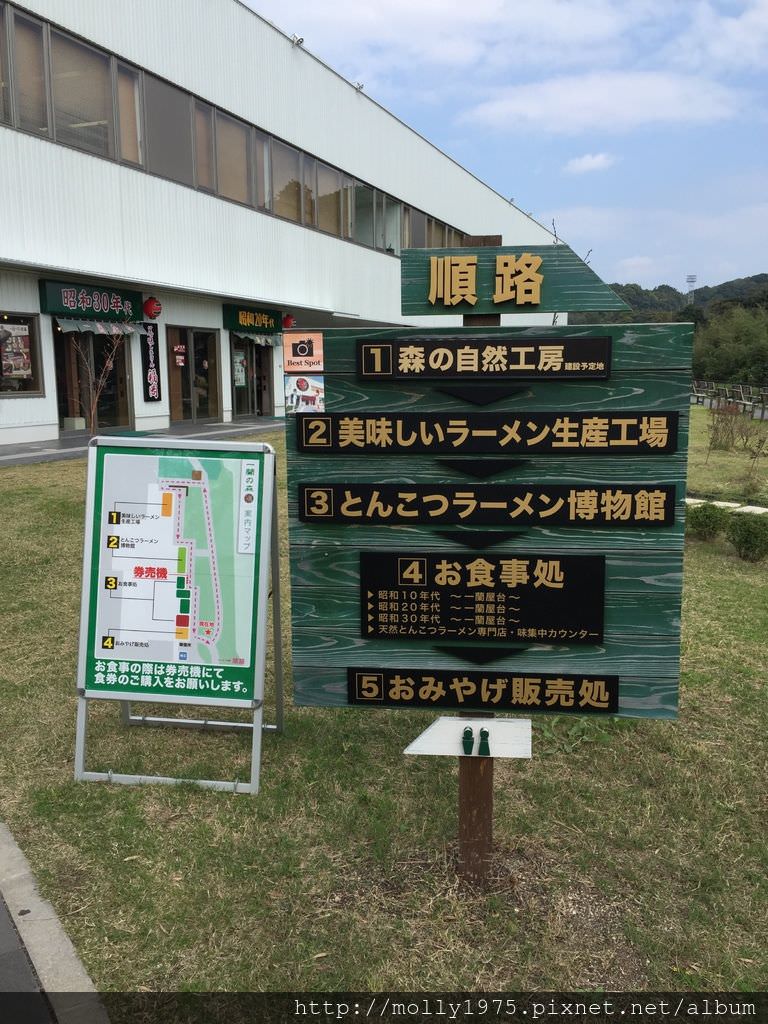 順路
1 森の自然工房 建設予定地
2 美味しいラーメン生産工場
3 とんこつラーメン博物館
4 お食事処
▶昭和10年代 〜一蘭屋台〜
▶昭和20年代 〜一蘭屋台〜
▶昭和30年代 〜一蘭屋台〜
▶天然とんこつラーメン専門店・味集中カウンター
5 おみやげ販売処
Best Spot
昭和30年代
昭和20年代
一蘭の森 案内マップ
1 美味しいラーメン
生産工場
2 とんこつラーメン
博物館
券売機
3 お食事処
現在地
4 おみやげ販売処
お食事の際は券売機にて
食券のご購入をお願いします。
http://molly1975.pixnet.net/album